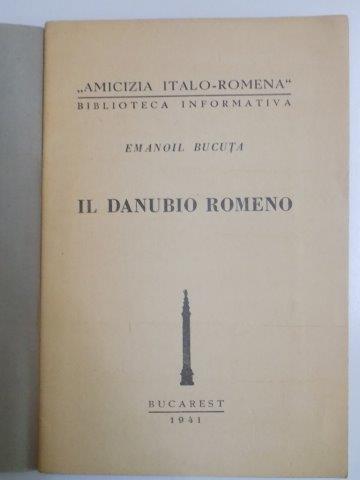 „AMICIZIA ITALO-ROMENA“
BIBLIOTECA INFORMATIVA
EMANOIL BUCUȚA
IL DANUBIO ROMENO
BUCAREST
1941